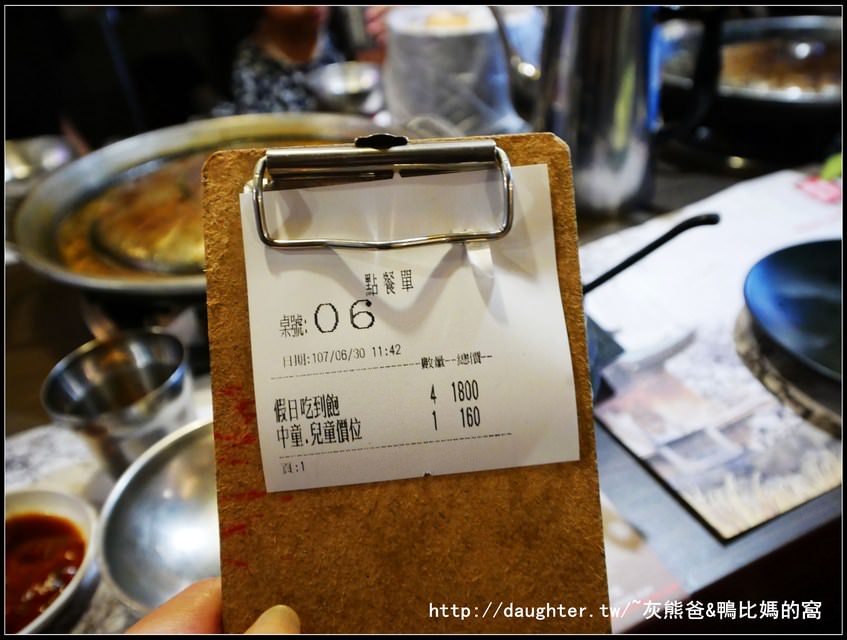 點餐單
桌號:06
日期:107/06/30 11:42
數量--總價--
假日吃到飽 4 1800
中童.兒童價位 1 160
頁:1
http://daughter.tw/~灰熊爸&鴨比媽的窩